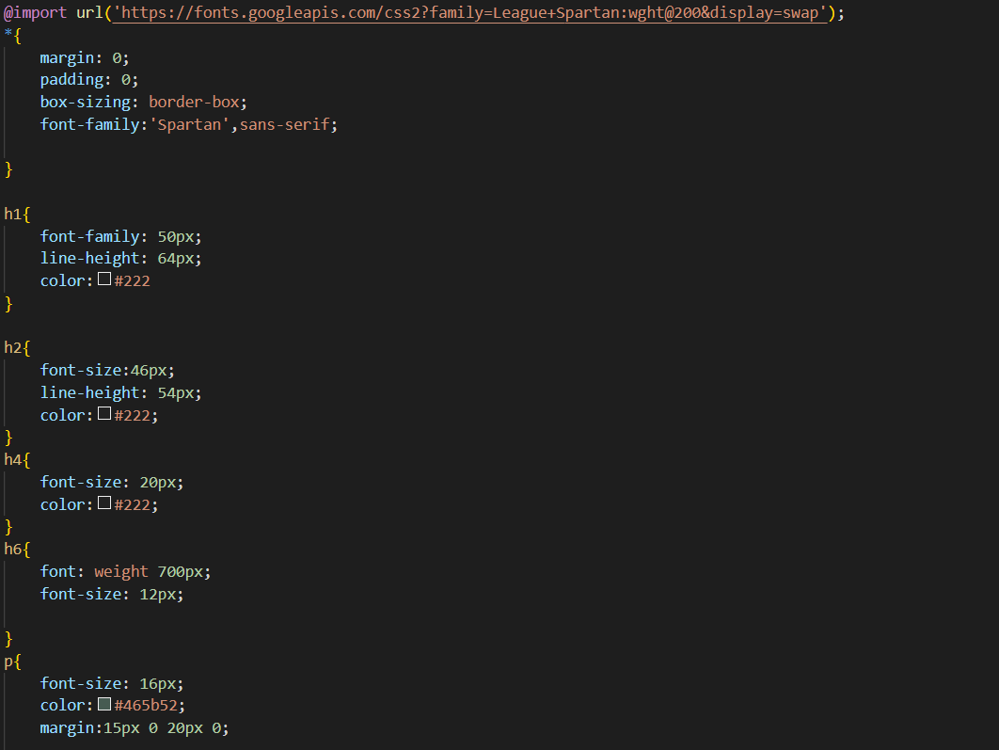 @import url('https://fonts.googleapis.com/css2?family=League+Spartan:wght@200&display=swap');
*{
    margin: 0;
    padding: 0;
    box-sizing: border-box;
    font-family:'Spartan',sans-serif;

}

h1{
    font-family: 50px;
    line-height: 64px;
    color:#222
}

h2{
    font-size:46px;
    line-height: 54px;
    color:#222;
}
h4{
    font-size: 20px;
    color:#222;
}
h6{
    font: weight 700px;
    font-size: 12px;

}
p{
    font-size: 16px;
    color:#465b52;
    margin:15px 0 20px 0;